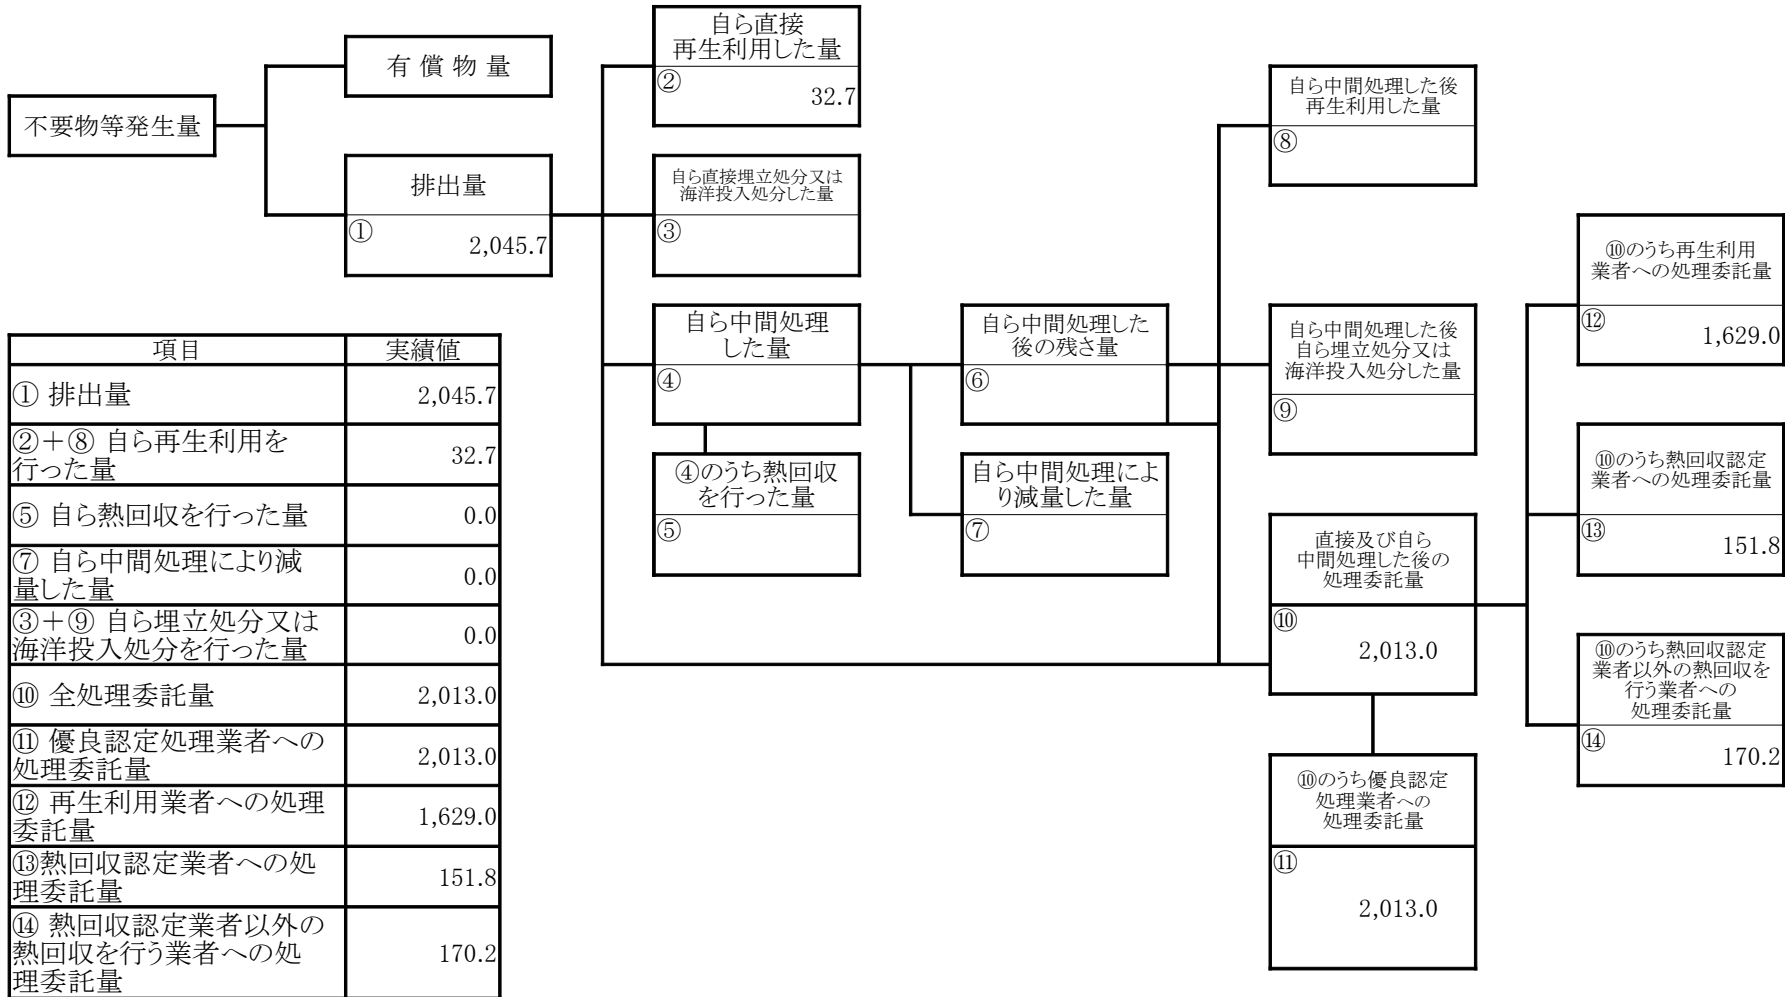 不要物等発生量
有 償 物 量
排出量
①
2,045.7
自ら直接
再生利用した量
②
32.7
自ら直接埋立処分又は
海洋投入処分した量
③
自ら中間処理
した量
④
④のうち熱回収
を行った量
⑤
自ら中間処理した
後の残さ量
⑥
自ら中間処理によ
り減量した量
⑦
自ら中間処理した後
再生利用した量
⑧
自ら中間処理した後
自ら埋立処分又は
海洋投入処分した量
⑨
直接及び自ら
中間処理した後の
処理委託量
⑩
2,013.0
⑩のうち優良認定
処理業者への
処理委託量
⑪
2,013.0
⑩のうち再生利用
業者への処理委託量
⑫
1,629.0
⑩のうち熱回収認定
業者への処理委託量
⑬
151.8
⑩のうち熱回収認定
業者以外の熱回収を
行う業者への
処理委託量
⑭
170.2
項目 実績値
① 排出量 2,045.7
②+⑧ 自ら再生利用を
行った量 32.7
⑤ 自ら熱回収を行った量 0.0
⑦ 自ら中間処理により減
量した量 0.0
③+⑨ 自ら埋立処分又は
海洋投入処分を行った量 0.0
⑩ 全処理委託量 2,013.0
⑪ 優良認定処理業者への
処理委託量 2,013.0
⑫ 再生利用業者への処理
委託量 1,629.0
⑬熱回収認定業者への処
理委託量 151.8
⑭ 熱回収認定業者以外の
熱回収を行う業者への処
理委託量 170.2